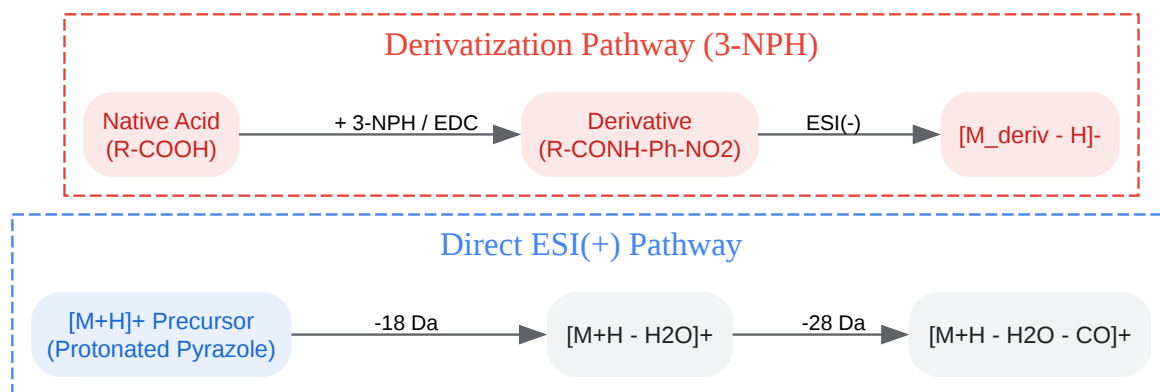 Derivatization Pathway (3-NPH)
Native Acid
(R-COOH)
+ 3-NPH / EDC
Derivative
(R-CONH-Ph-NO2)
ESI(-)
[M_deriv - H]-
Direct ESI(+) Pathway
[M+H]+ Precursor
(Protonated Pyrazole)
-18 Da
[M+H - H2O]+
-28 Da
[M+H - H2O - CO]+